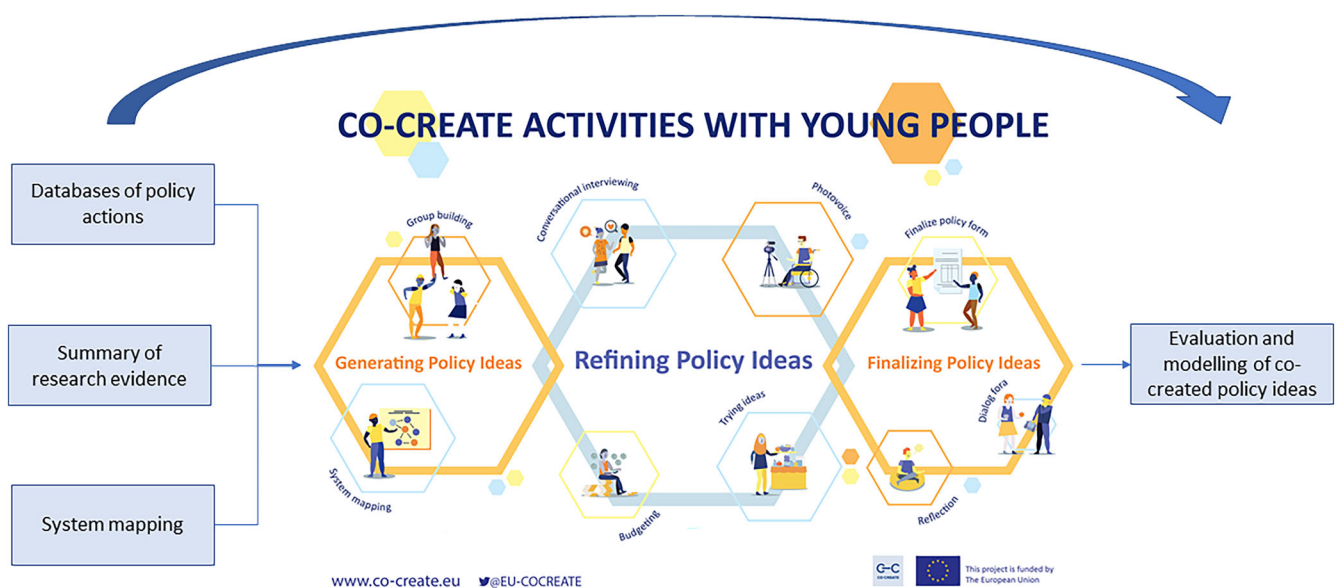 CO-CREATE ACTIVITIES WITH YOUNG PEOPLE
Databases of policy
actions
Summary of
research evidence
System mapping
Group building
Generating Policy Ideas
System mapping
Conversational interviewing
Photovoice
Refining Policy Ideas
Budgeting
Trying ideas
Finalize policy form
Finalizing Policy Ideas
Dialog fora
Reflection
Evaluation and
modelling of co-
created policy ideas
www.co-create.eu
@EU-COCREATE
C-C
CO-CREATE
This project is funded by
The European Union